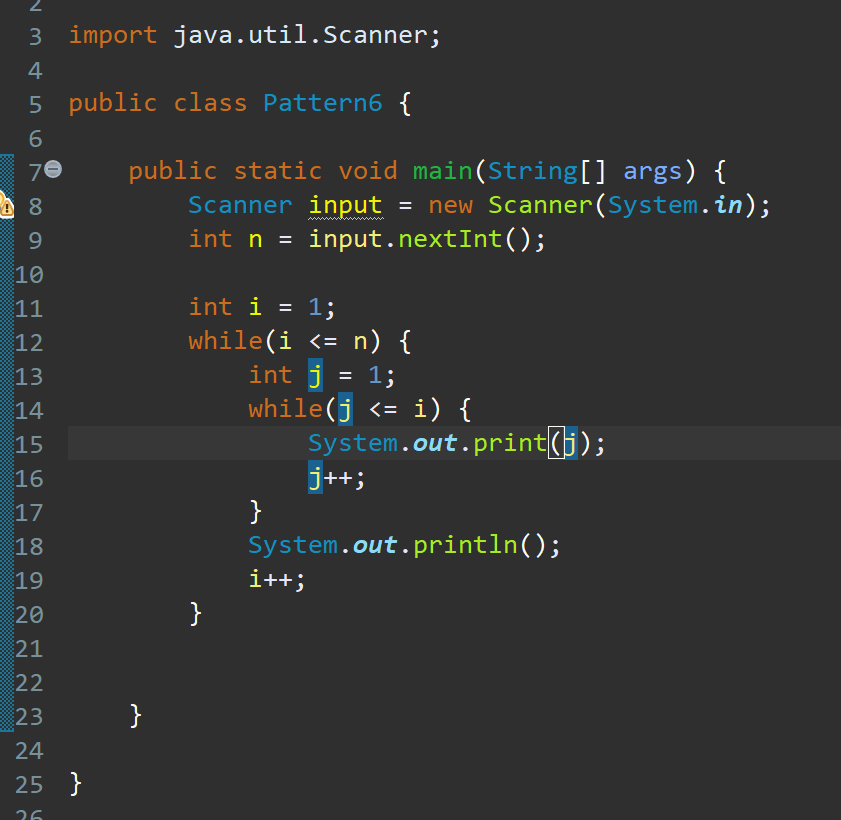 2
3 import java.util.Scanner;
4
5 public class Pattern6 {
6
7 public static void main(String[] args) {
8 Scanner input = new Scanner(System.in);
9 int n = input.nextInt();
10
11 int i = 1;
12 while(i <= n) {
13 int j = 1;
14 while(j <= i) {
15 System.out.print(j);
16 j++;
17 }
18 System.out.println();
19 i++;
20 }
21
22
23 }
24
25 }
26